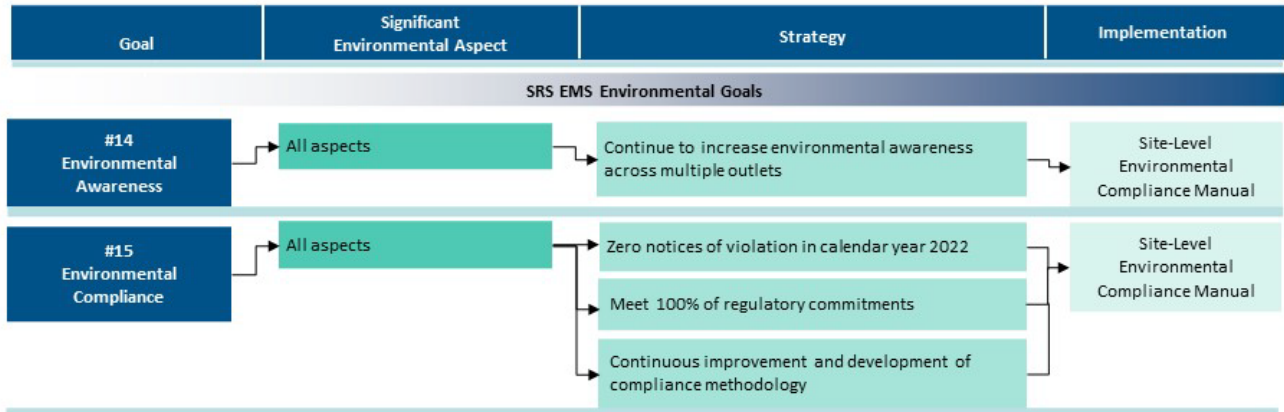 Goal
Significant
Environmental Aspect
Strategy
Implementation
SRS EMS Environmental Goals
#14
Environmental
Awareness
All aspects
Continue to increase environmental awareness
across multiple outlets
Site-Level
Environmental
Compliance Manual
#15
Environmental
Compliance
All aspects
Zero notices of violation in calendar year 2022
Meet 100% of regulatory commitments
Continuous improvement and development of
compliance methodology
Site-Level
Environmental
Compliance Manual